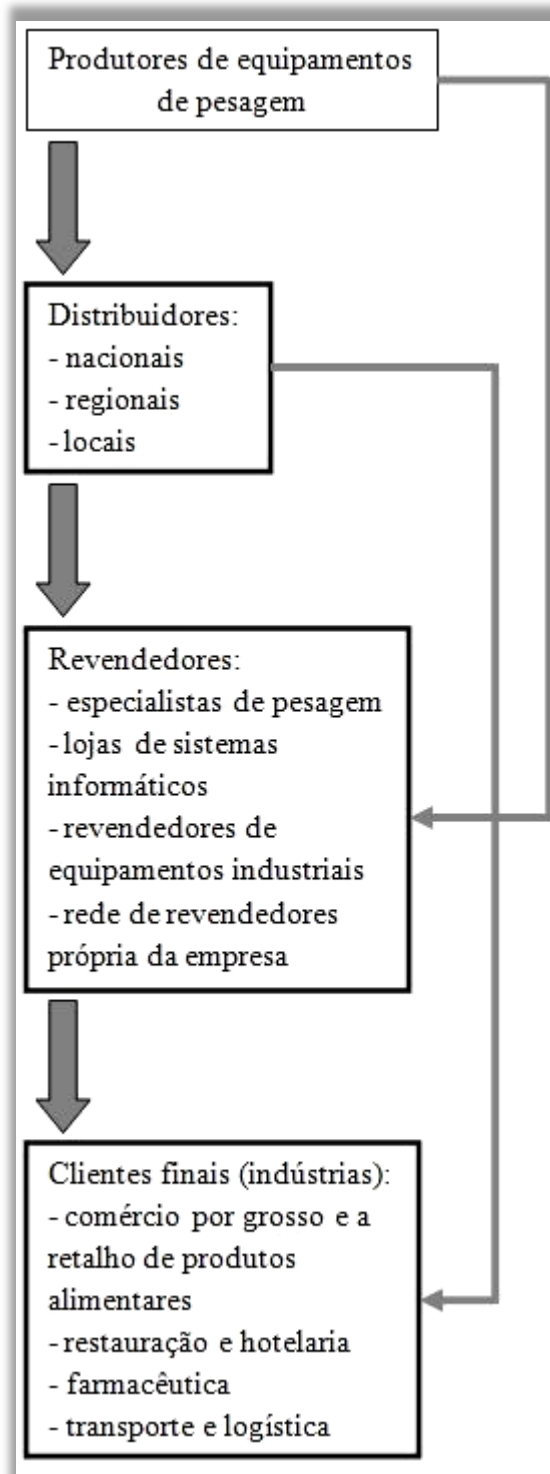 Produtores de equipamentos
de pesagem
Distribuidores:
- nacionais
- regionais
- locais
Revendedores:
- especialistas de pesagem
- lojas de sistemas
informáticos
- revendedores de
equipamentos industriais
- rede de revendedores
própria da empresa
Clientes finais (indústrias):
- comércio por grosso e a
retalho de produtos
alimentares
- restauração e hotelaria
- farmacêutica
- transporte e logística